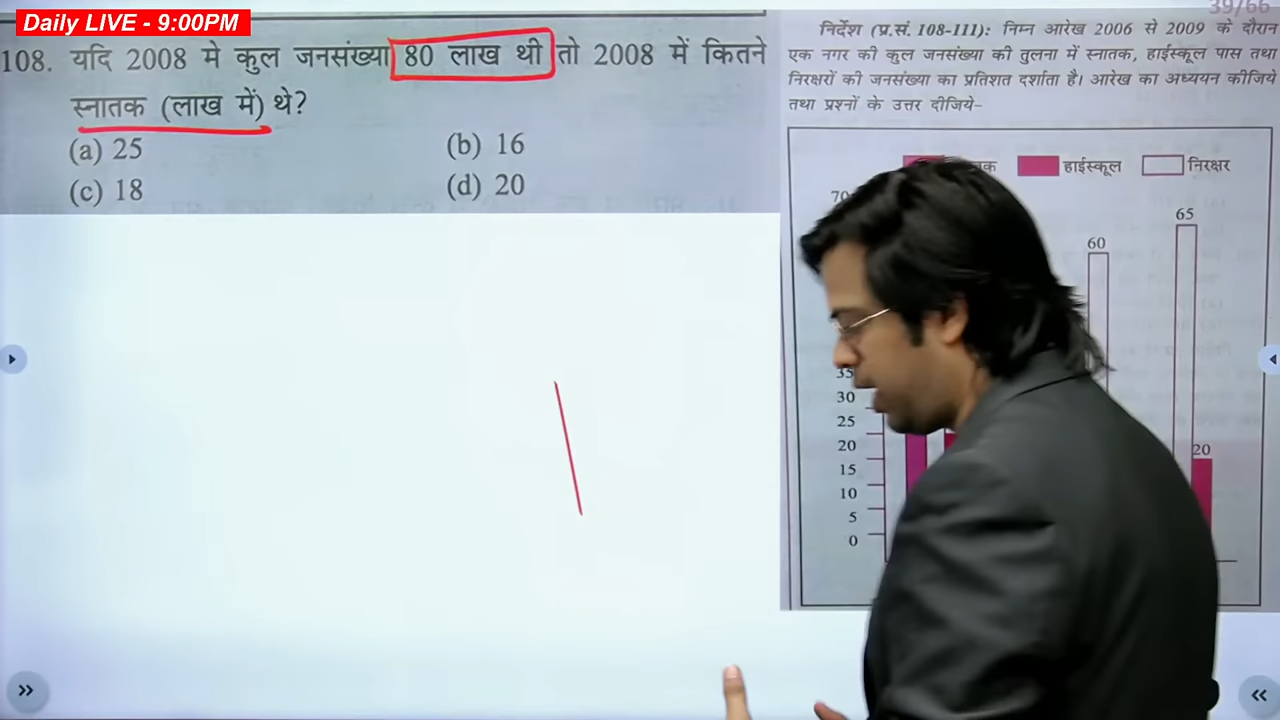 Daily LIVE - 9:00PM
39/66
108. यदि 2008 मे कुल जनसंख्या 80 लाख थी तो 2008 में कितने
स्नातक (लाख में) थे?
(a) 25
(b) 16
(c) 18
(d) 20
निर्देश (प्र.सं. 108-111): निम्न आरेख 2006 से 2009 के दौरान
एक नगर की कुल जनसंख्या की तुलना में स्नातक, हाईस्कूल पास तथा
निरक्षरों की जनसंख्या का प्रतिशत दर्शाता है। आरेख का अध्ययन कीजिये
तथा प्रश्नों के उत्तर दीजिये–
हाईस्कूल
निरक्षर
70
65
60
35
30
25
20
20
15
10
5
0